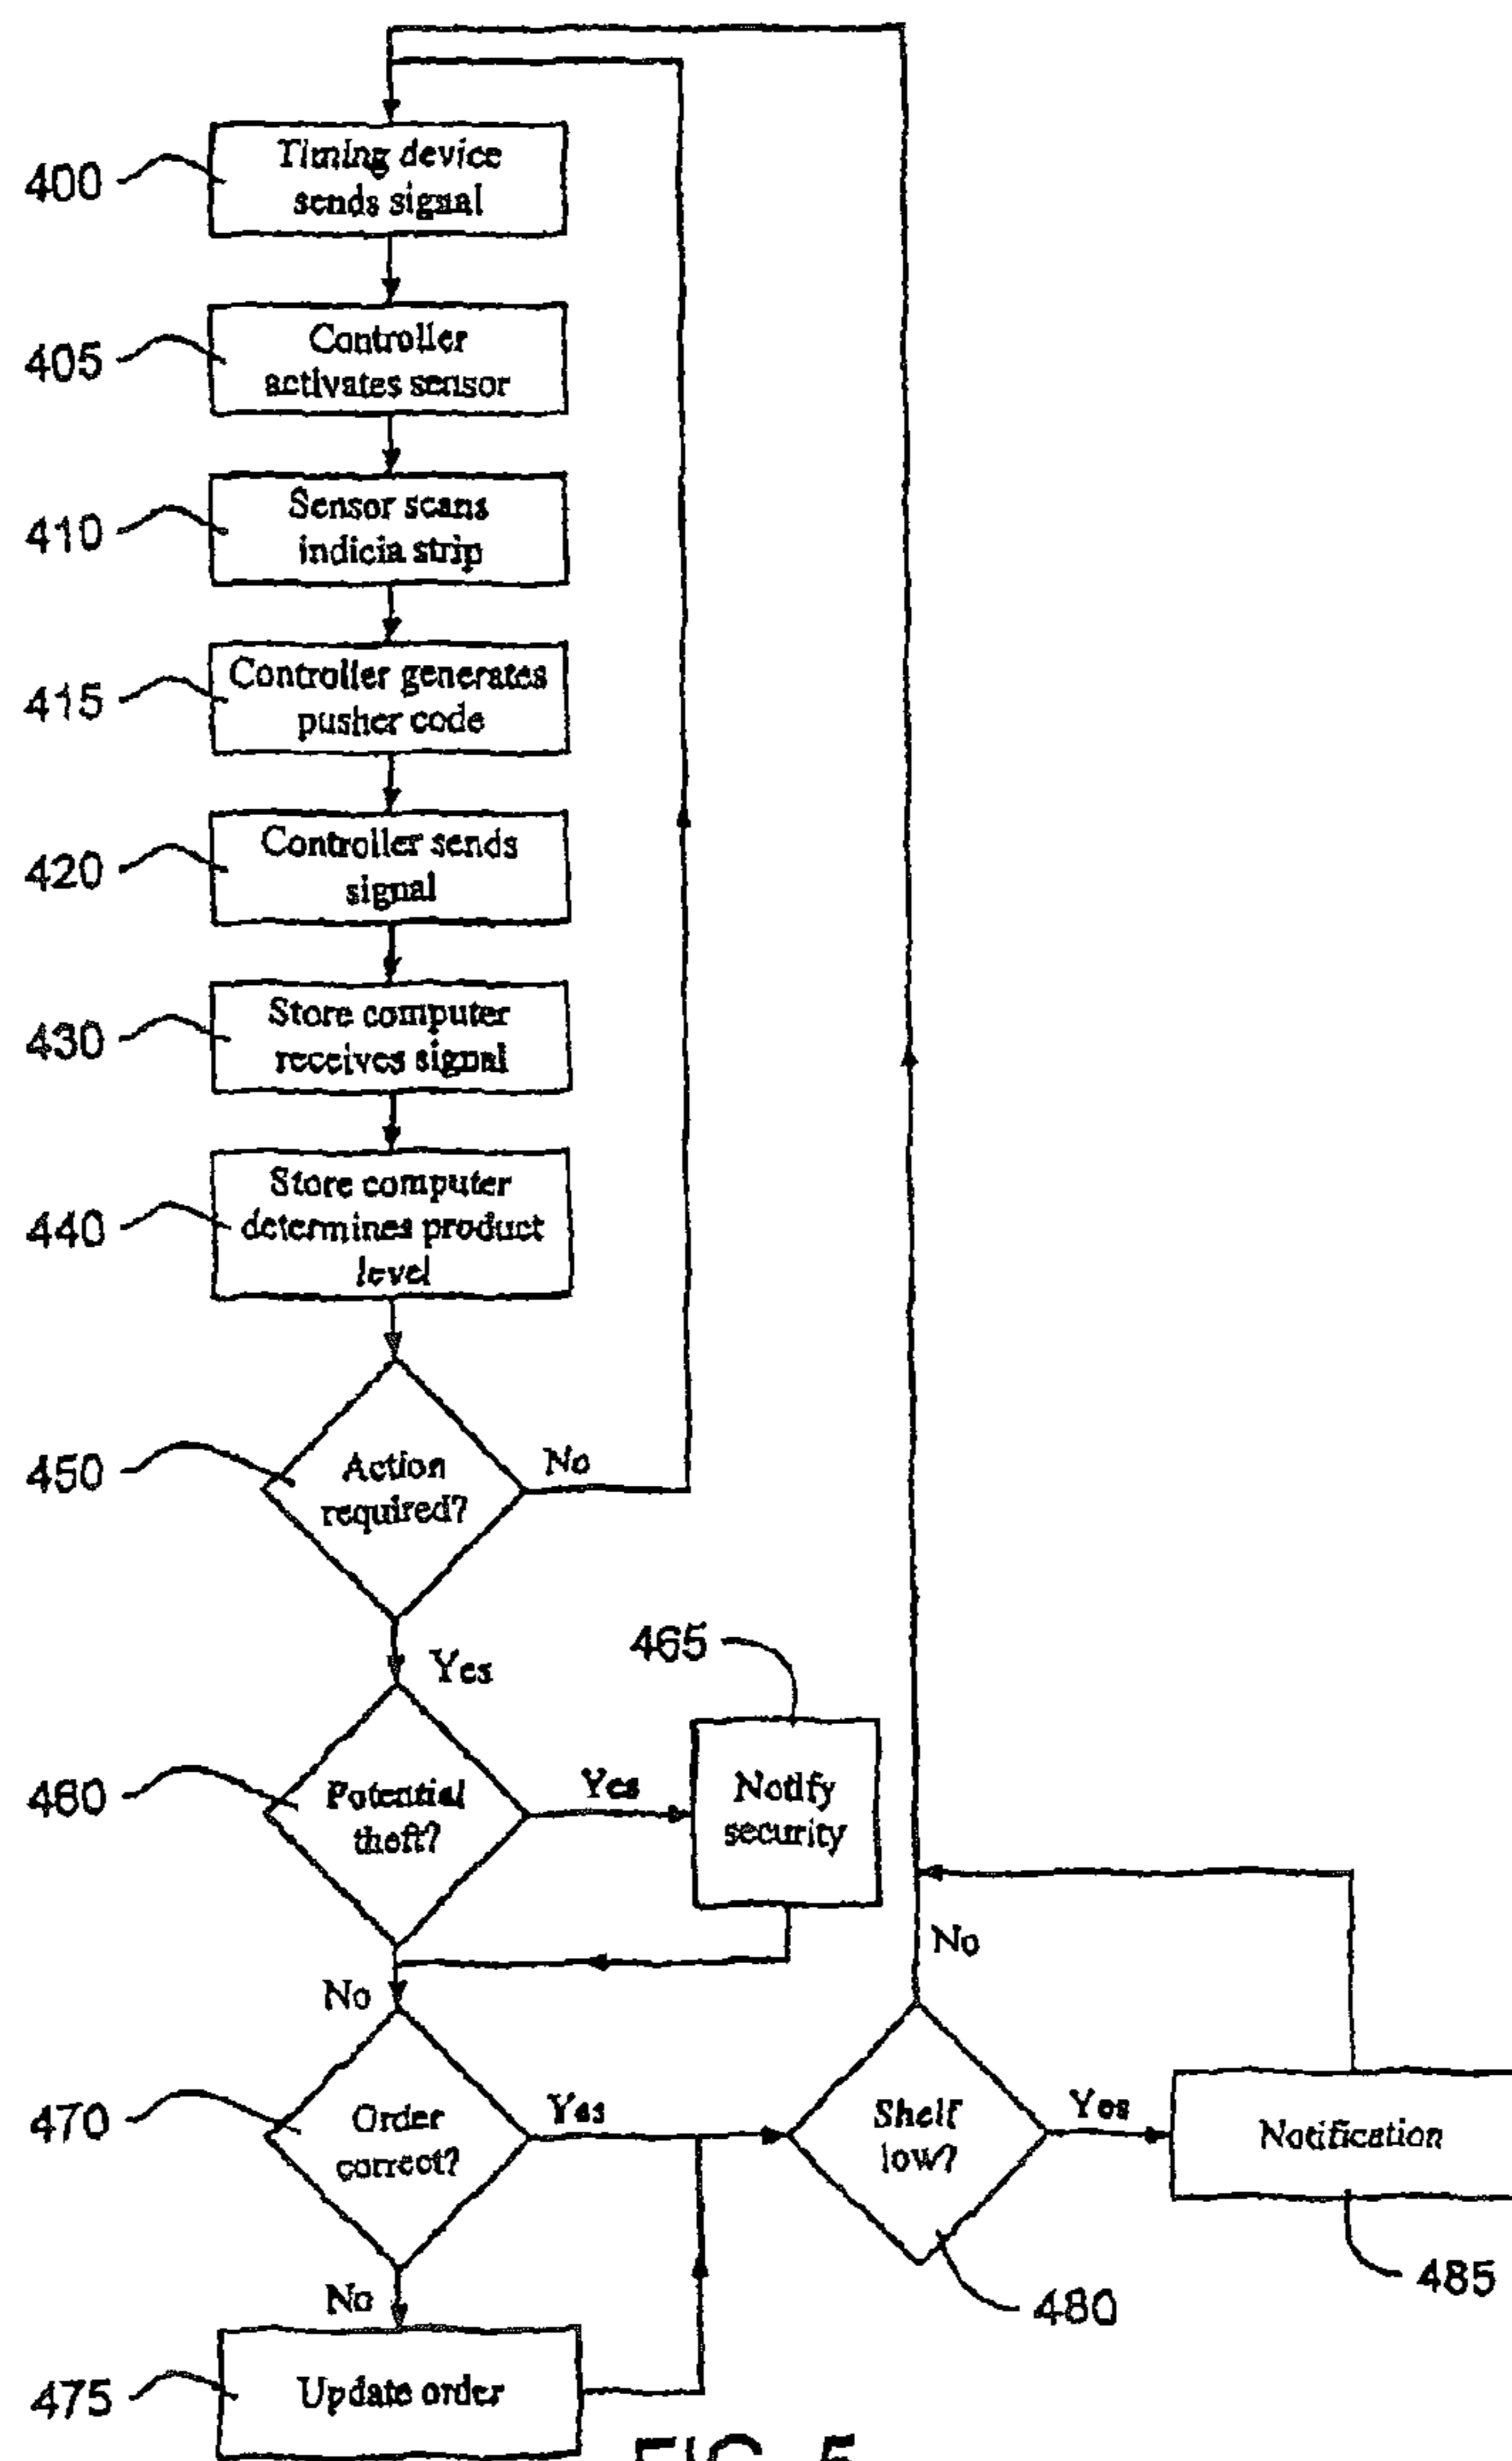 400
Timing device
sends signal
405
Controller
activates sensor
410
Sensor scans
indicia strip
415
Controller generates
pusher code
420
Controller sends
signal
430
Store computer
receives signal
440
Store computer
determines product
level
450
Action
required?
No
Yes
465
460
Potential
theft?
Yes
Notify
security
No
No
470
Order
correct?
Yes
Shelf
low?
Yes
Notification
480
485
No
475
Update order
FIG. 5